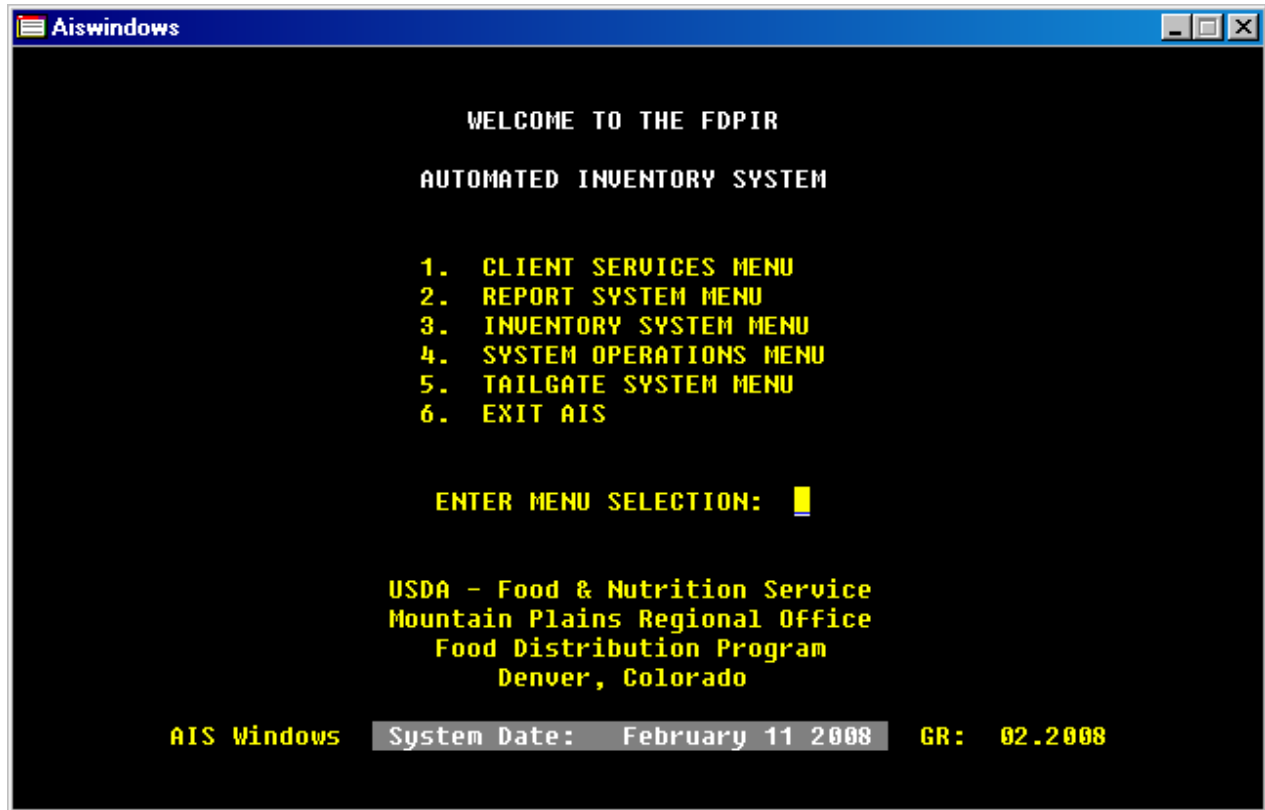 Aiswindows
WELCOME TO THE FDPIR
AUTOMATED INVENTORY SYSTEM
1. CLIENT SERVICES MENU
2. REPORT SYSTEM MENU
3. INVENTORY SYSTEM MENU
4. SYSTEM OPERATIONS MENU
5. TAILGATE SYSTEM MENU
6. EXIT AIS
ENTER MENU SELECTION:
USDA - Food & Nutrition Service
Mountain Plains Regional Office
Food Distribution Program
Denver, Colorado
AIS Windows System Date: February 11 2008 GR: 02.2008